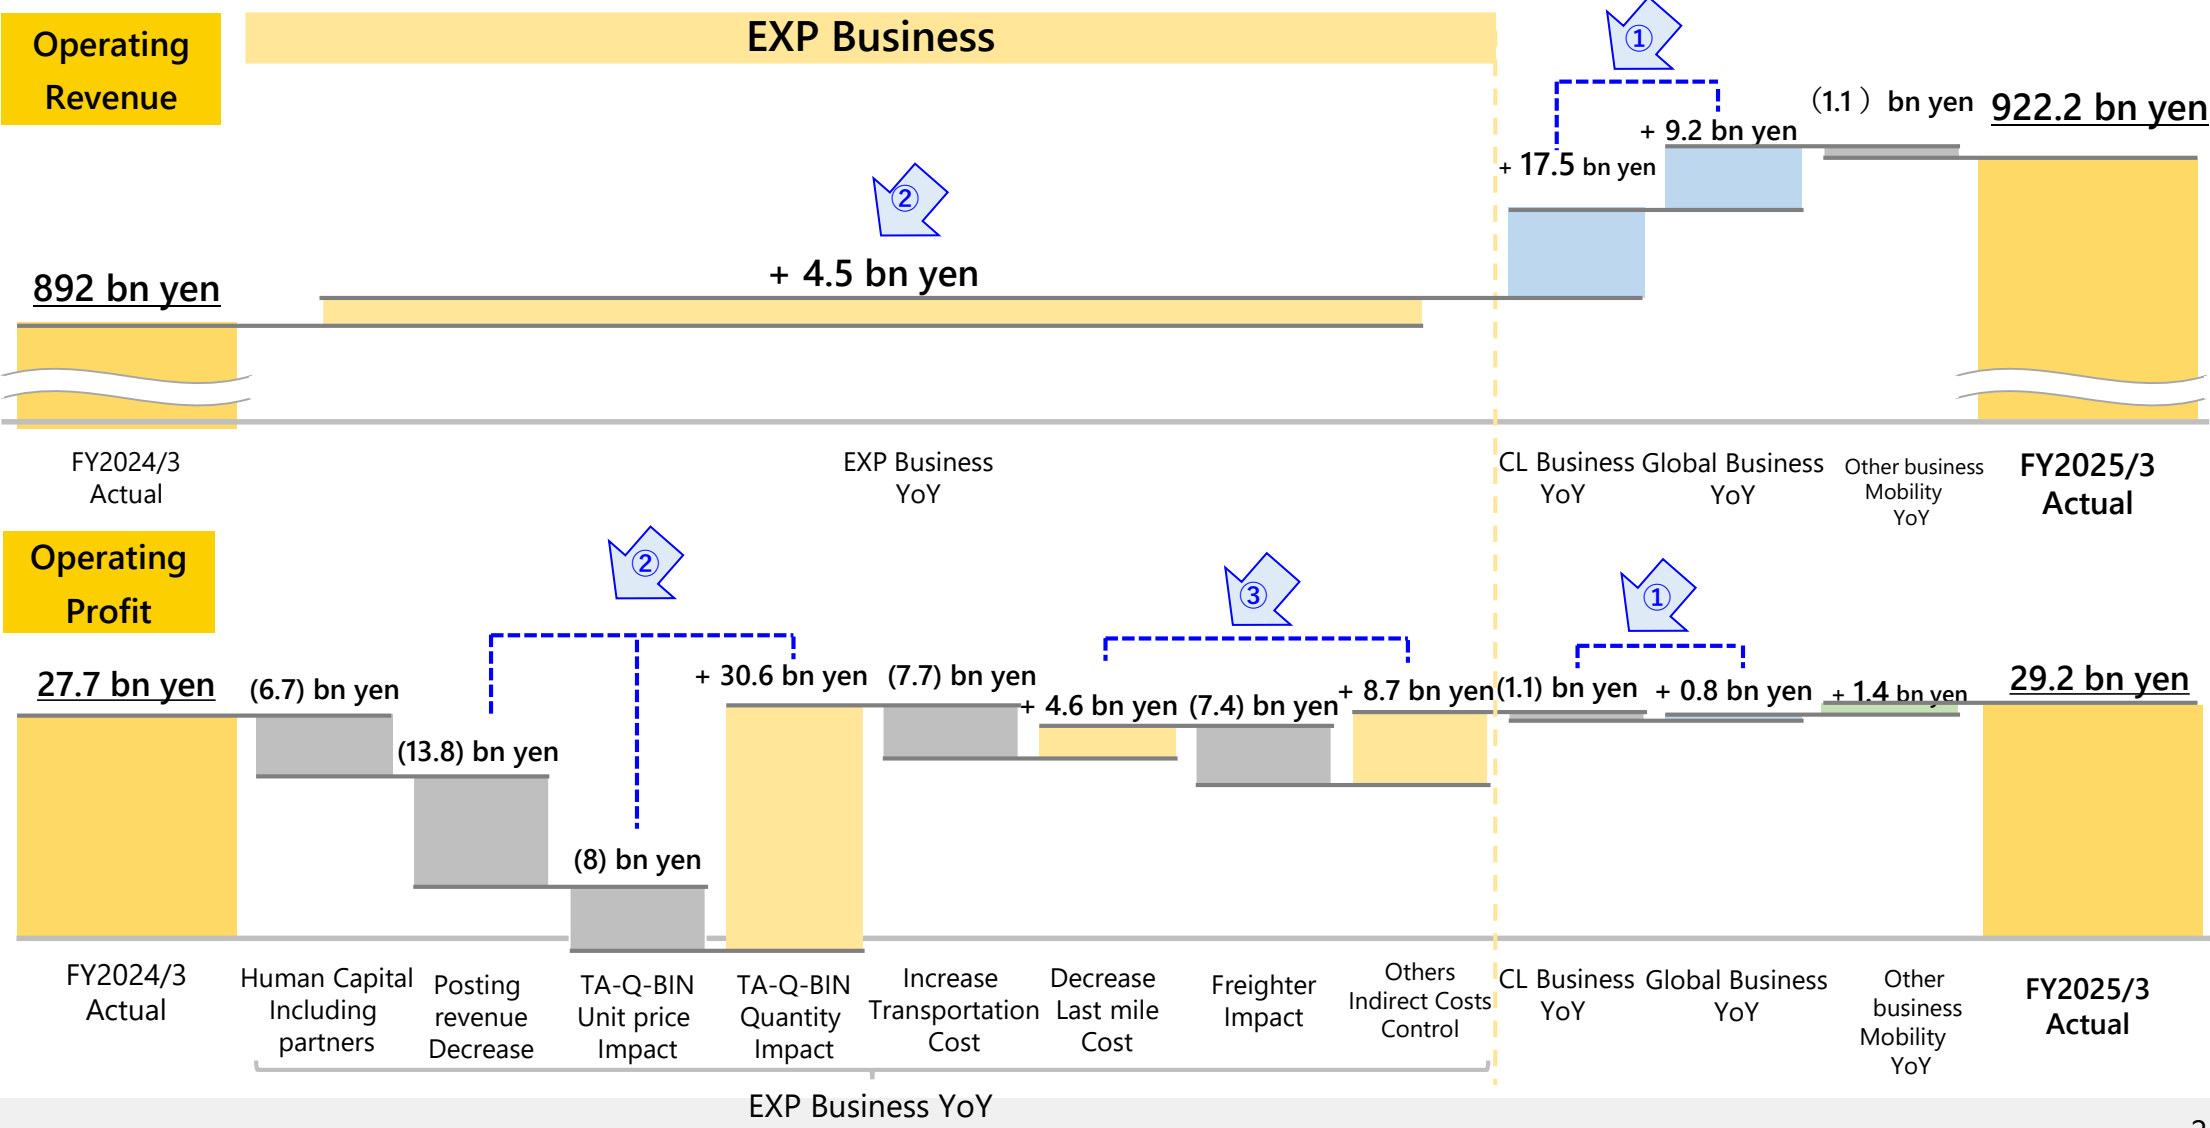 Operating
Revenue
EXP Business
①
(1.1) bn yen
922.2 bn yen
+ 9.2 bn yen
+ 17.5 bn yen
②
+ 4.5 bn yen
892 bn yen
FY2024/3
Actual
EXP Business
YoY
CL Business
YoY
Global Business
YoY
Other business
Mobility
YoY
FY2025/3
Actual
Operating
Profit
②
③
①
27.7 bn yen
(6.7) bn yen
(13.8) bn yen
(8) bn yen
+ 30.6 bn yen
(7.7) bn yen
+ 4.6 bn yen
(7.4) bn yen
+ 8.7 bn yen
(1.1) bn yen
+ 0.8 bn yen
+ 1.4 bn yen
29.2 bn yen
FY2024/3
Actual
Human Capital
Including
partners
Posting
revenue
Decrease
TA-Q-BIN
Unit price
Impact
TA-Q-BIN
Quantity
Impact
Increase
Transportation
Cost
Decrease
Last mile
Cost
Freighter
Impact
Others
Indirect Costs
Control
CL Business
YoY
Global Business
YoY
Other
business
Mobility
YoY
FY2025/3
Actual
EXP Business YoY